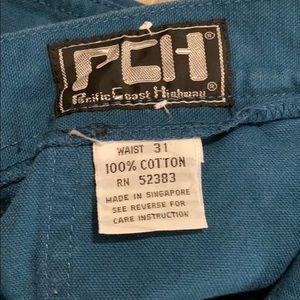 PCH®
Pacific Coast Highway®
WAIST 31
100% COTTON
RN 52383
MADE IN SINGAPORE
SEE REVERSE FOR
CARE INSTRUCTION